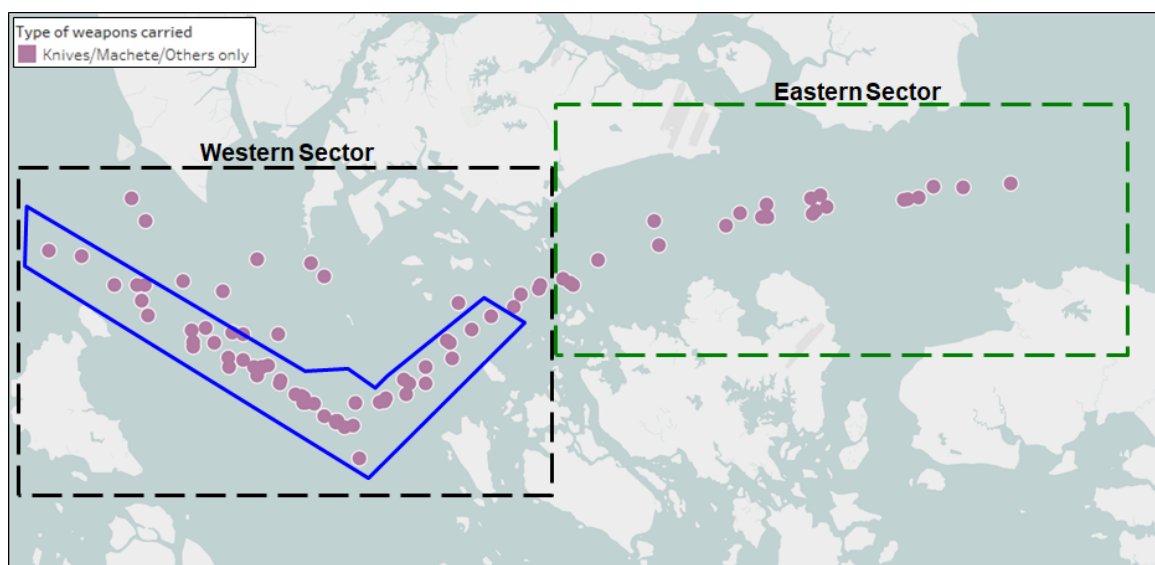 Type of weapons carried
Knives/Machete/Others only
Eastern Sector
Western Sector